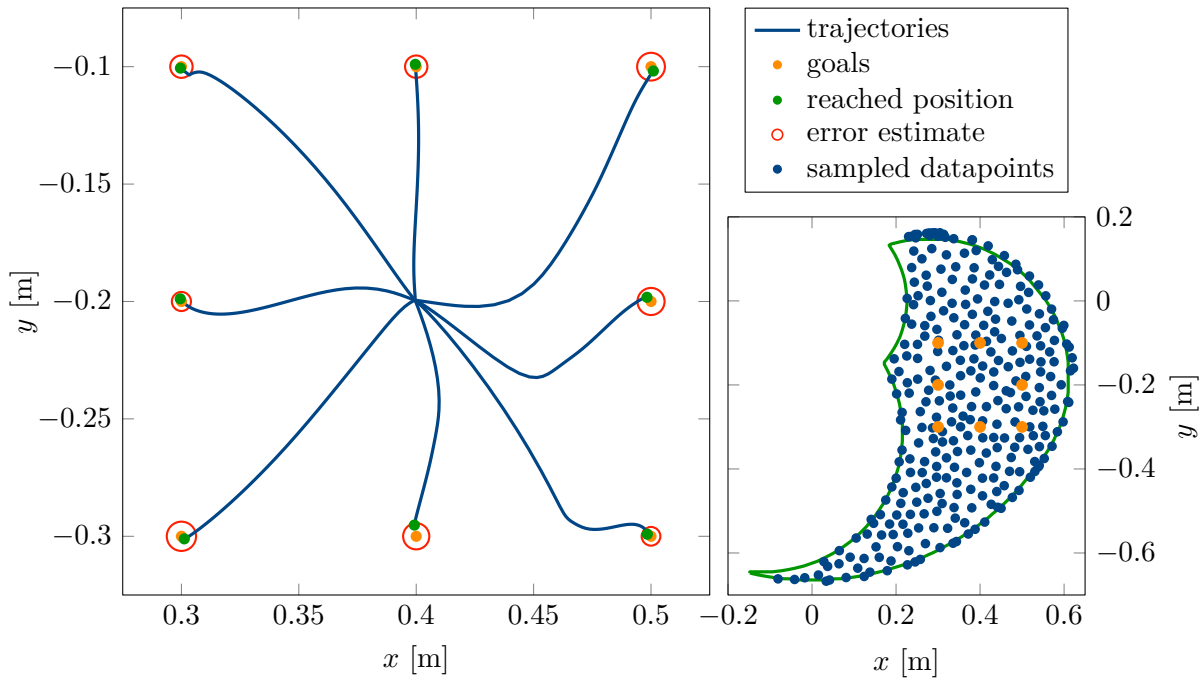 −0.1
−0.15
−0.2
−0.25
−0.3
y [m]
0.3
0.35
0.4
0.45
0.5
x [m]
trajectories
goals
reached position
error estimate
sampled datapoints
0.2
0
−0.2
−0.4
−0.6
y [m]
−0.2
0
0.2
0.4
0.6
x [m]